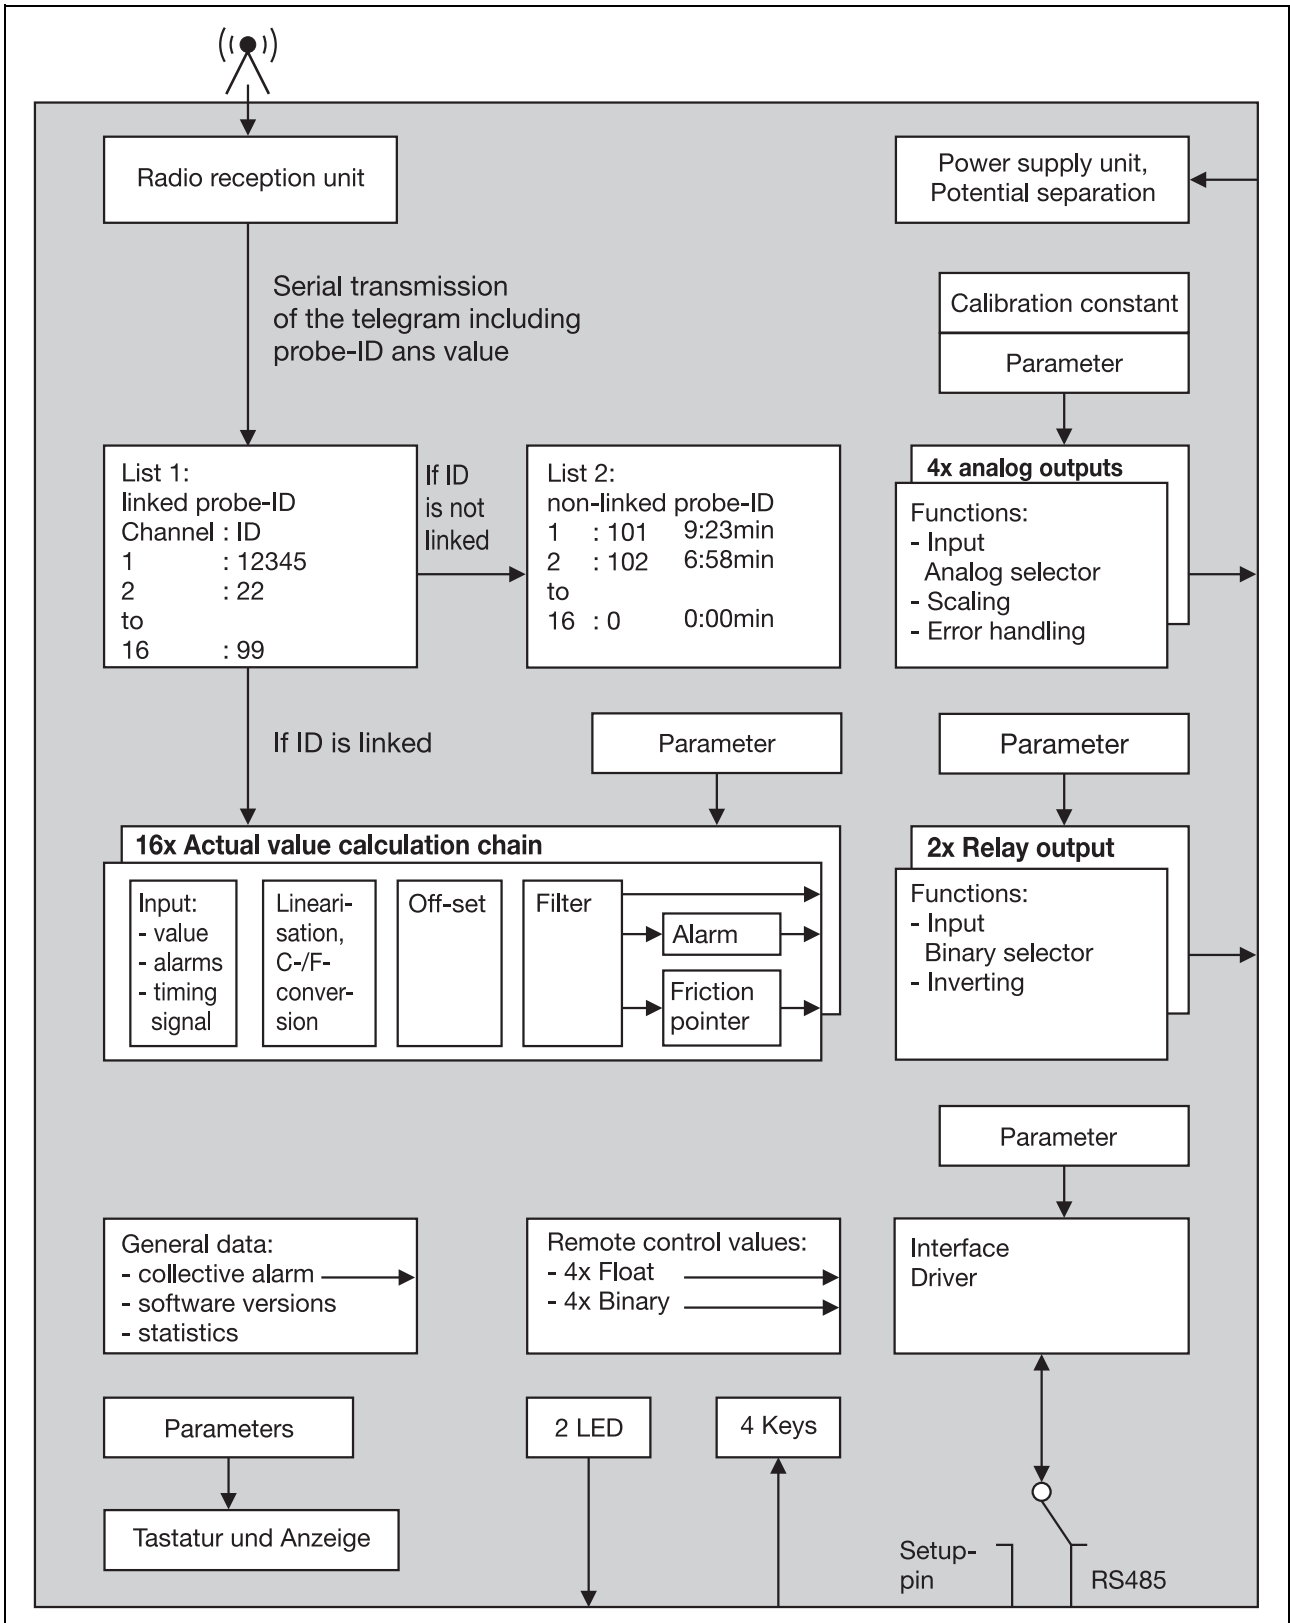 Radio reception unit
Power supply unit,
Potential separation
Serial transmission
of the telegram including
probe-ID ans value
Calibration constant
Parameter
List 1:
linked probe-ID
Channel : ID
1 : 12345
2 : 22
to
16 : 99
If ID
is not
linked
List 2:
non-linked probe-ID
1 : 101 9:23min
2 : 102 6:58min
to
16 : 0 0:00min
4x analog outputs
Functions:
- Input
Analog selector
- Scaling
- Error handling
If ID is linked
Parameter
Parameter
16x Actual value calculation chain
Input:
- value
- alarms
- timing
signal
Lineari-
sation,
C-/F-
conver-
sion
Off-set
Filter
Alarm
Friction
pointer
2x Relay output
Functions:
- Input
Binary selector
- Inverting
Parameter
General data:
- collective alarm
- software versions
- statistics
Remote control values:
- 4x Float
- 4x Binary
Interface
Driver
Parameters
2 LED
4 Keys
Tastatur und Anzeige
Setup-
pin
RS485